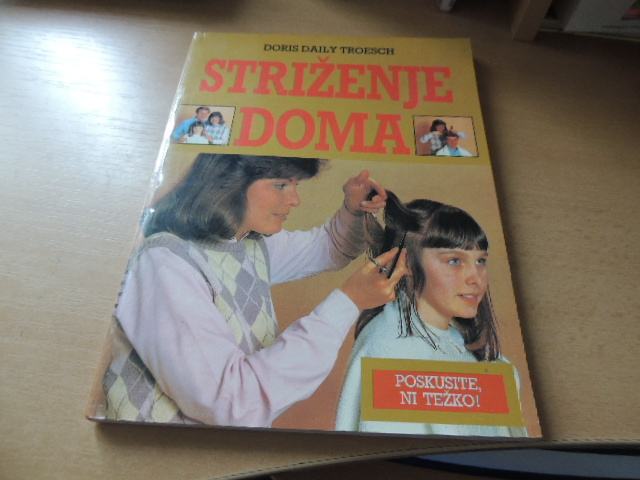 DORIS DAILY TROESCH
STRIŽENJE
DOMA
POSKUSITE,
NI TEŽKO!